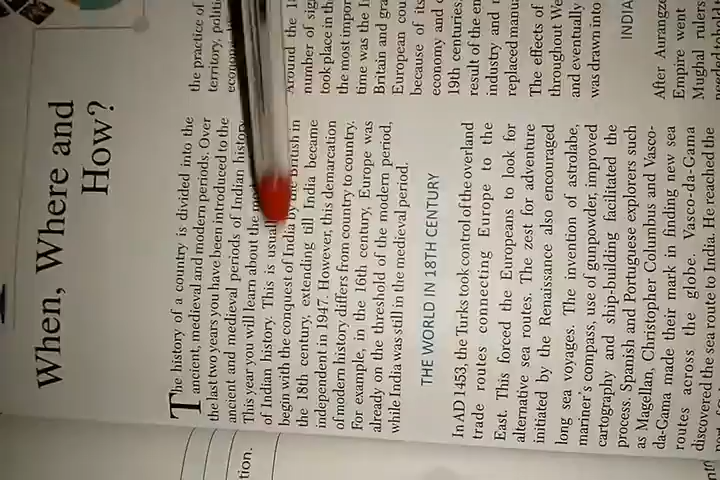 When, Where and
How?
The history of a country is divided into the
ancient, medieval and modern periods. Over
the last two years you have been introduced to the
ancient and medieval periods of Indian history.
This year you will learn about the
of Indian history. This is usual
begin with the conquest of India by the British in
the 18th century, extending till India became
independent in 1947. However, this demarcation
of modern history differs from country to country.
For example, in the 16th century, Europe was
already on the threshold of the modern period,
while India was still in the medieval period.
THE WORLD IN 18TH CENTURY
In AD 1453, the Turks took control of the overland
trade routes connecting Europe to the
East. This forced the Europeans to look for
alternative sea routes. The zest for adventure
initiated by the Renaissance also encouraged
long sea voyages. The invention of astrolabe,
mariner's compass, use of gunpowder, improved
cartography and ship-building facilitated the
process. Spanish and Portuguese explorers such
as Magellan, Christopher Columbus and Vasco-
da-Gama made their mark in finding new sea
routes across the globe. Vasco-da-Gama
discovered the sea route to India. He reached the
the practice of
territory, politi
Around the 1
number of sig
took place in th
the most impor
time was the I
Britain and gra
European cou
because of its
economy and
19th centuries
result of the en
industry and
replaced manu
The effects of
throughout We
and eventually
was drawn into
INDIA
After Aurangze
Empire went
Mughal rulers
tion.